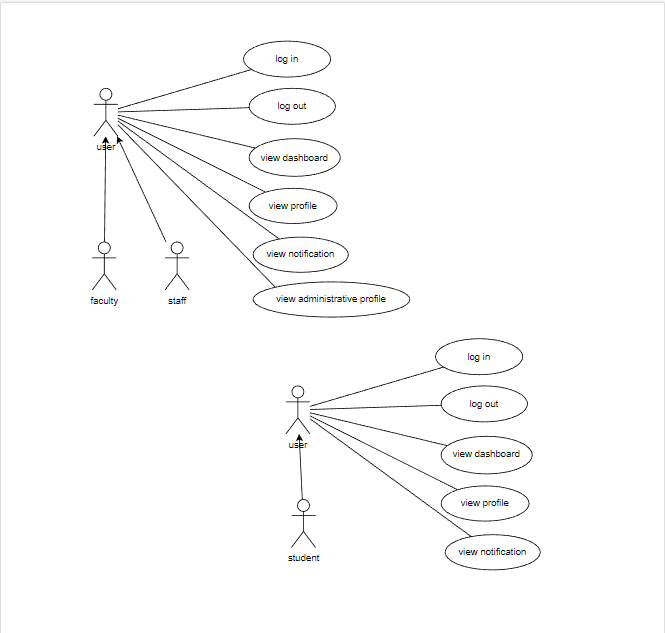 log in
log out
user
view dashboard
view profile
view notification
view administrative profile
faculty
staff
log in
log out
user
view dashboard
view profile
view notification
student